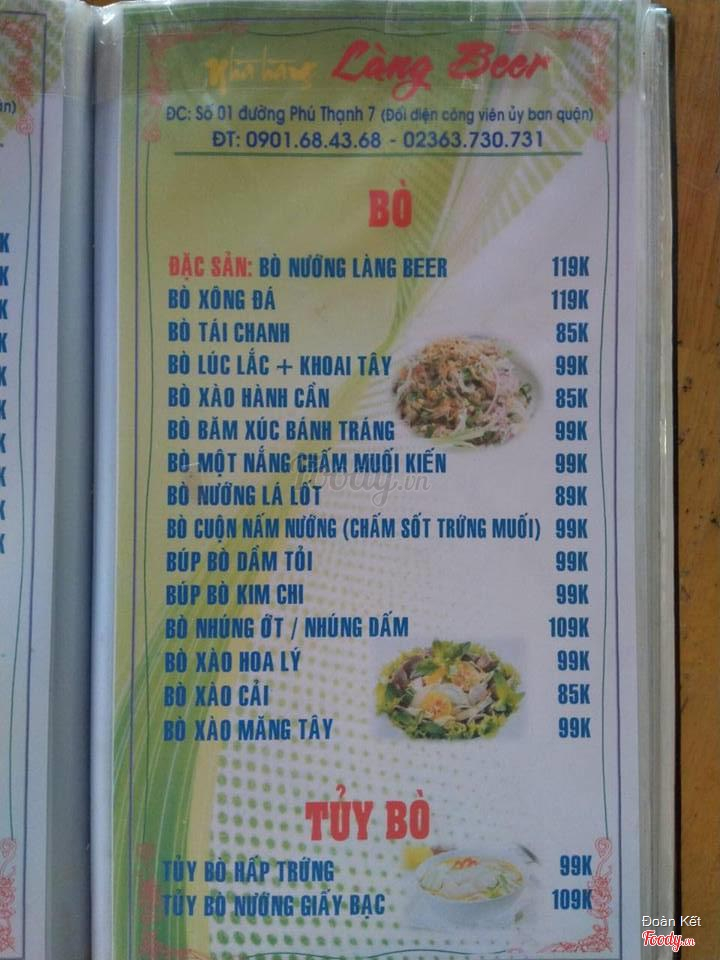 ản)
Nhà hàng Làng Beer
ĐC: Số 01 đường Phú Thạnh 7 (Đối diện công viên ủy ban quận)
ĐT: 0901.68.43.68 - 02363.730.731
BÒ
ĐẶC SẢN: BÒ NƯỚNG LÀNG BEER 119K
BÒ XÔNG ĐÁ 119K
BÒ TÁI CHANH 85K
BÒ LÚC LẮC + KHOAI TÂY 99K
BÒ XÀO HÀNH CẦN 85K
BÒ BĂM XÚC BÁNH TRÁNG 99K
BÒ MỘT NẮNG CHẤM MUỐI KIẾN 99K
Foody.vn
BÒ NƯỚNG LÁ LỐT 89K
BÒ CUỘN NẤM NƯỚNG (CHẤM SỐT TRỨNG MUỐI) 99K
BÚP BÒ DẦM TỎI 99K
BÚP BÒ KIM CHI 99K
BÒ NHÚNG ỚT / NHÚNG DẤM 109K
BÒ XÀO HOA LÝ 99K
BÒ XÀO CẢI 85K
BÒ XÀO MĂNG TÂY 99K
TỦY BÒ
TỦY BÒ HẤP TRỨNG 99K
TỦY BÒ NƯỚNG GIẤY BẠC 109K
Đoàn Kết
Foody.vn